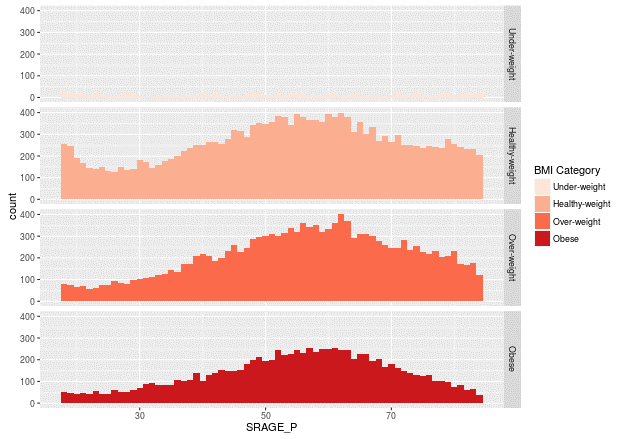 400
300
200
100
0
Under-weight
400
300
200
100
0
Healthy-weight
400
300
200
100
0
Over-weight
400
300
200
100
0
Obese
count
30
50
70
SRAGE_P
BMI Category
Under-weight
Healthy-weight
Over-weight
Obese